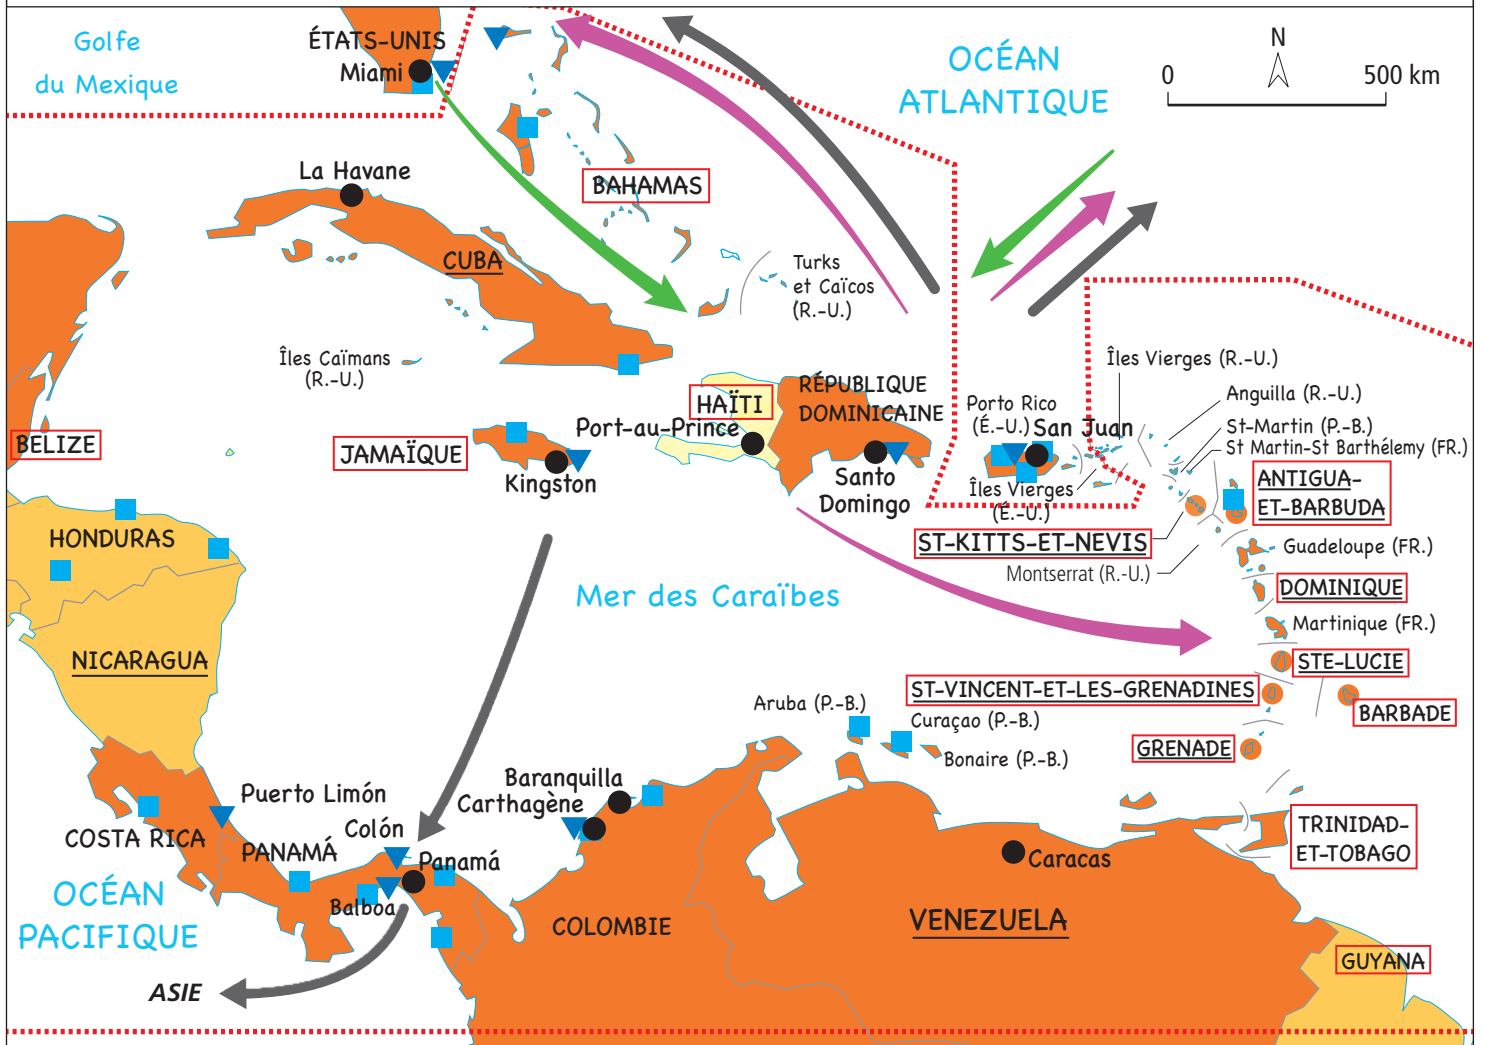 Golfe
du Mexique
ÉTATS-UNIS
Miami
OCÉAN
ATLANTIQUE
N
0
500 km
La Havane
BAHAMAS
CUBA
Turks
et Caïcos
(R.-U.)
Îles Caïmans
(R.-U.)
BELIZE
JAMAÏQUE
Kingston
HAÏTI
Port-au-Prince
RÉPUBLIQUE
DOMINICAINE
Santo
Domingo
Porto Rico
(É.-U.)
San Juan
Îles Vierges
(É.-U.)
Îles Vierges (R.-U.)
Anguilla (R.-U.)
St-Martin (P.-B.)
St Martin-St Barthélemy (FR.)
ANTIGUA-
ET-BARBUDA
ST-KITTS-ET-NEVIS
Montserrat (R.-U.)
Guadeloupe (FR.)
DOMINIQUE
Martinique (FR.)
STE-LUCIE
ST-VINCENT-ET-LES-GRENADINES
BARBADE
GRENADE
HONDURAS
NICARAGUA
Mer des Caraïbes
Aruba (P.-B.)
Curaçao (P.-B.)
Bonaire (P.-B.)
Baranquilla
Carthagène
Puerto Limón
Colón
COSTA RICA
PANAMÁ
Panamá
Balboa
OCÉAN
PACIFIQUE
ASIE
COLOMBIE
Caracas
VENEZUELA
TRINIDAD-
ET-TOBAGO
GUYANA